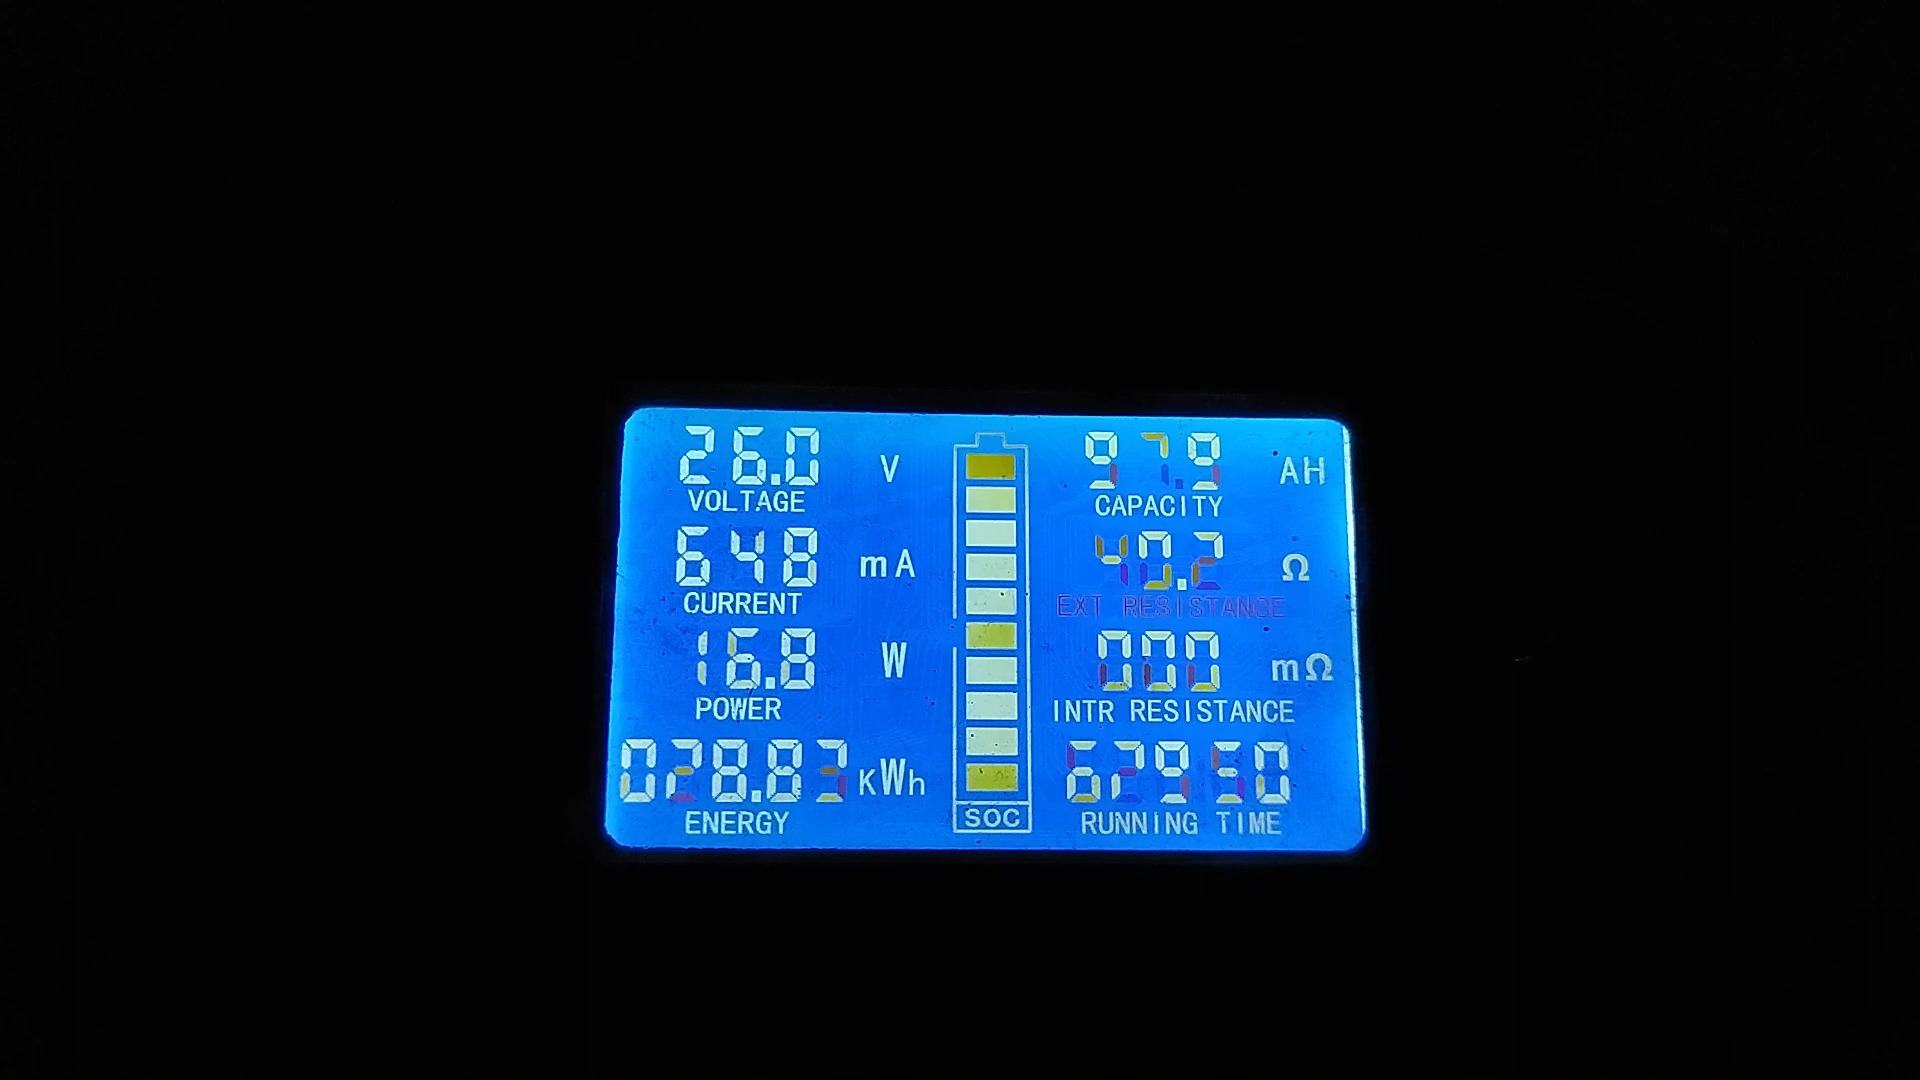 26.0 V
VOLTAGE
648 mA
CURRENT
16.8 W
POWER
028.83 KWh
ENERGY
SOC
97.9 AH
CAPACITY
40.2 Ω
EXT RESISTANCE
000 mΩ
INTR RESISTANCE
62950
RUNNING TIME